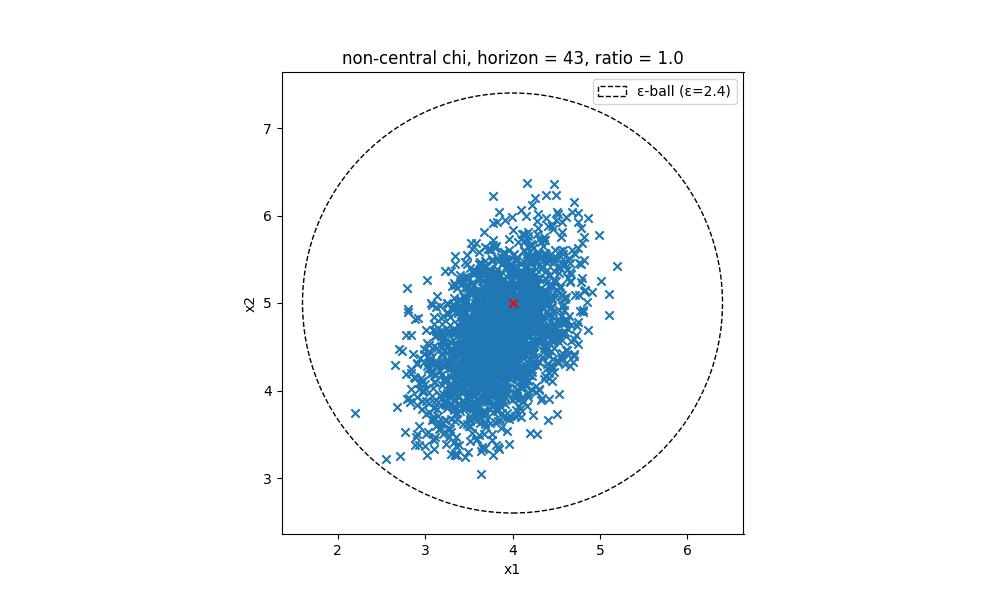 non-central chi, horizon = 43, ratio = 1.0
ε-ball (ε=2.4)
7
6
5
4
3
x2
2 3 4 5 6
x1